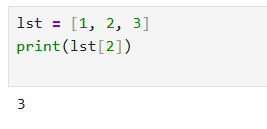 lst = [1, 2, 3]
print(lst[2])
3